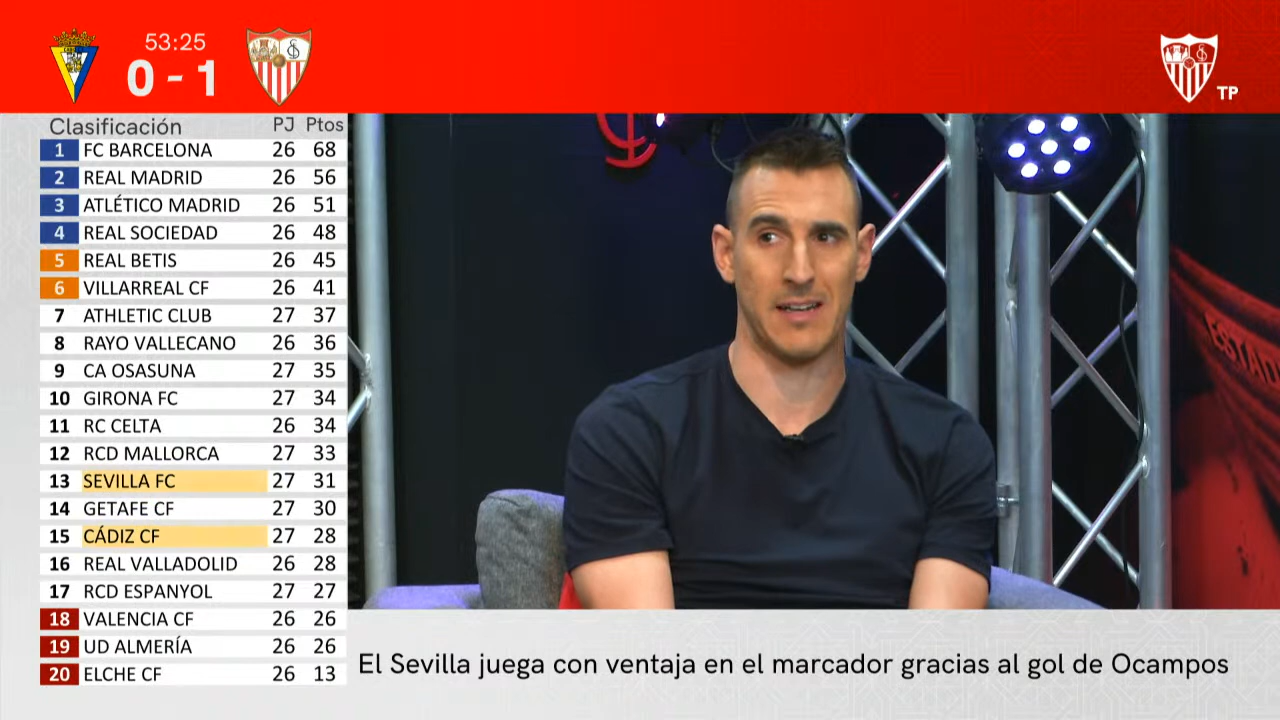 53:25
0 - 1
TP
Clasificación PJ Ptos
1 FC BARCELONA 26 68
2 REAL MADRID 26 56
3 ATLÉTICO MADRID 26 51
4 REAL SOCIEDAD 26 48
5 REAL BETIS 26 45
6 VILLARREAL CF 26 41
7 ATHLETIC CLUB 27 37
8 RAYO VALLECANO 26 36
9 CA OSASUNA 27 35
10 GIRONA FC 27 34
11 RC CELTA 26 34
12 RCD MALLORCA 27 33
13 SEVILLA FC 27 31
14 GETAFE CF 27 30
15 CÁDIZ CF 27 28
16 REAL VALLADOLID 26 28
17 RCD ESPANYOL 27 27
18 VALENCIA CF 26 26
19 UD ALMERÍA 26 26
20 ELCHE CF 26 13
ESTAD
El Sevilla juega con ventaja en el marcador gracias al gol de Ocampos